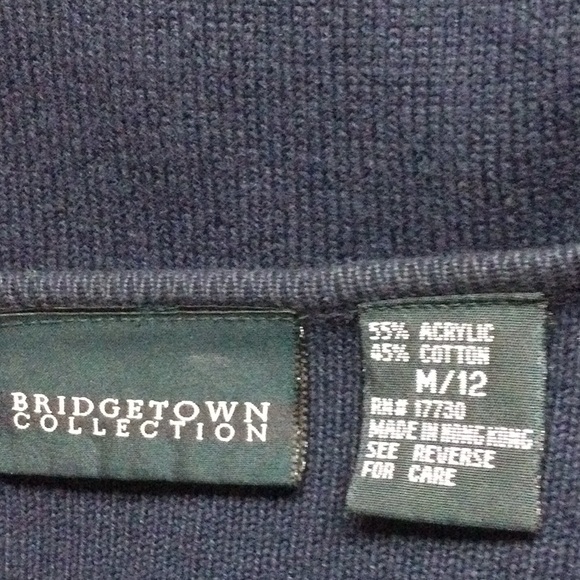 BRIDGETOWN
COLLECTION
55% ACRYLIC
45% COTTON
M/12
RN# 17730
MADE IN HONG KONG
SEE REVERSE
FOR CARE